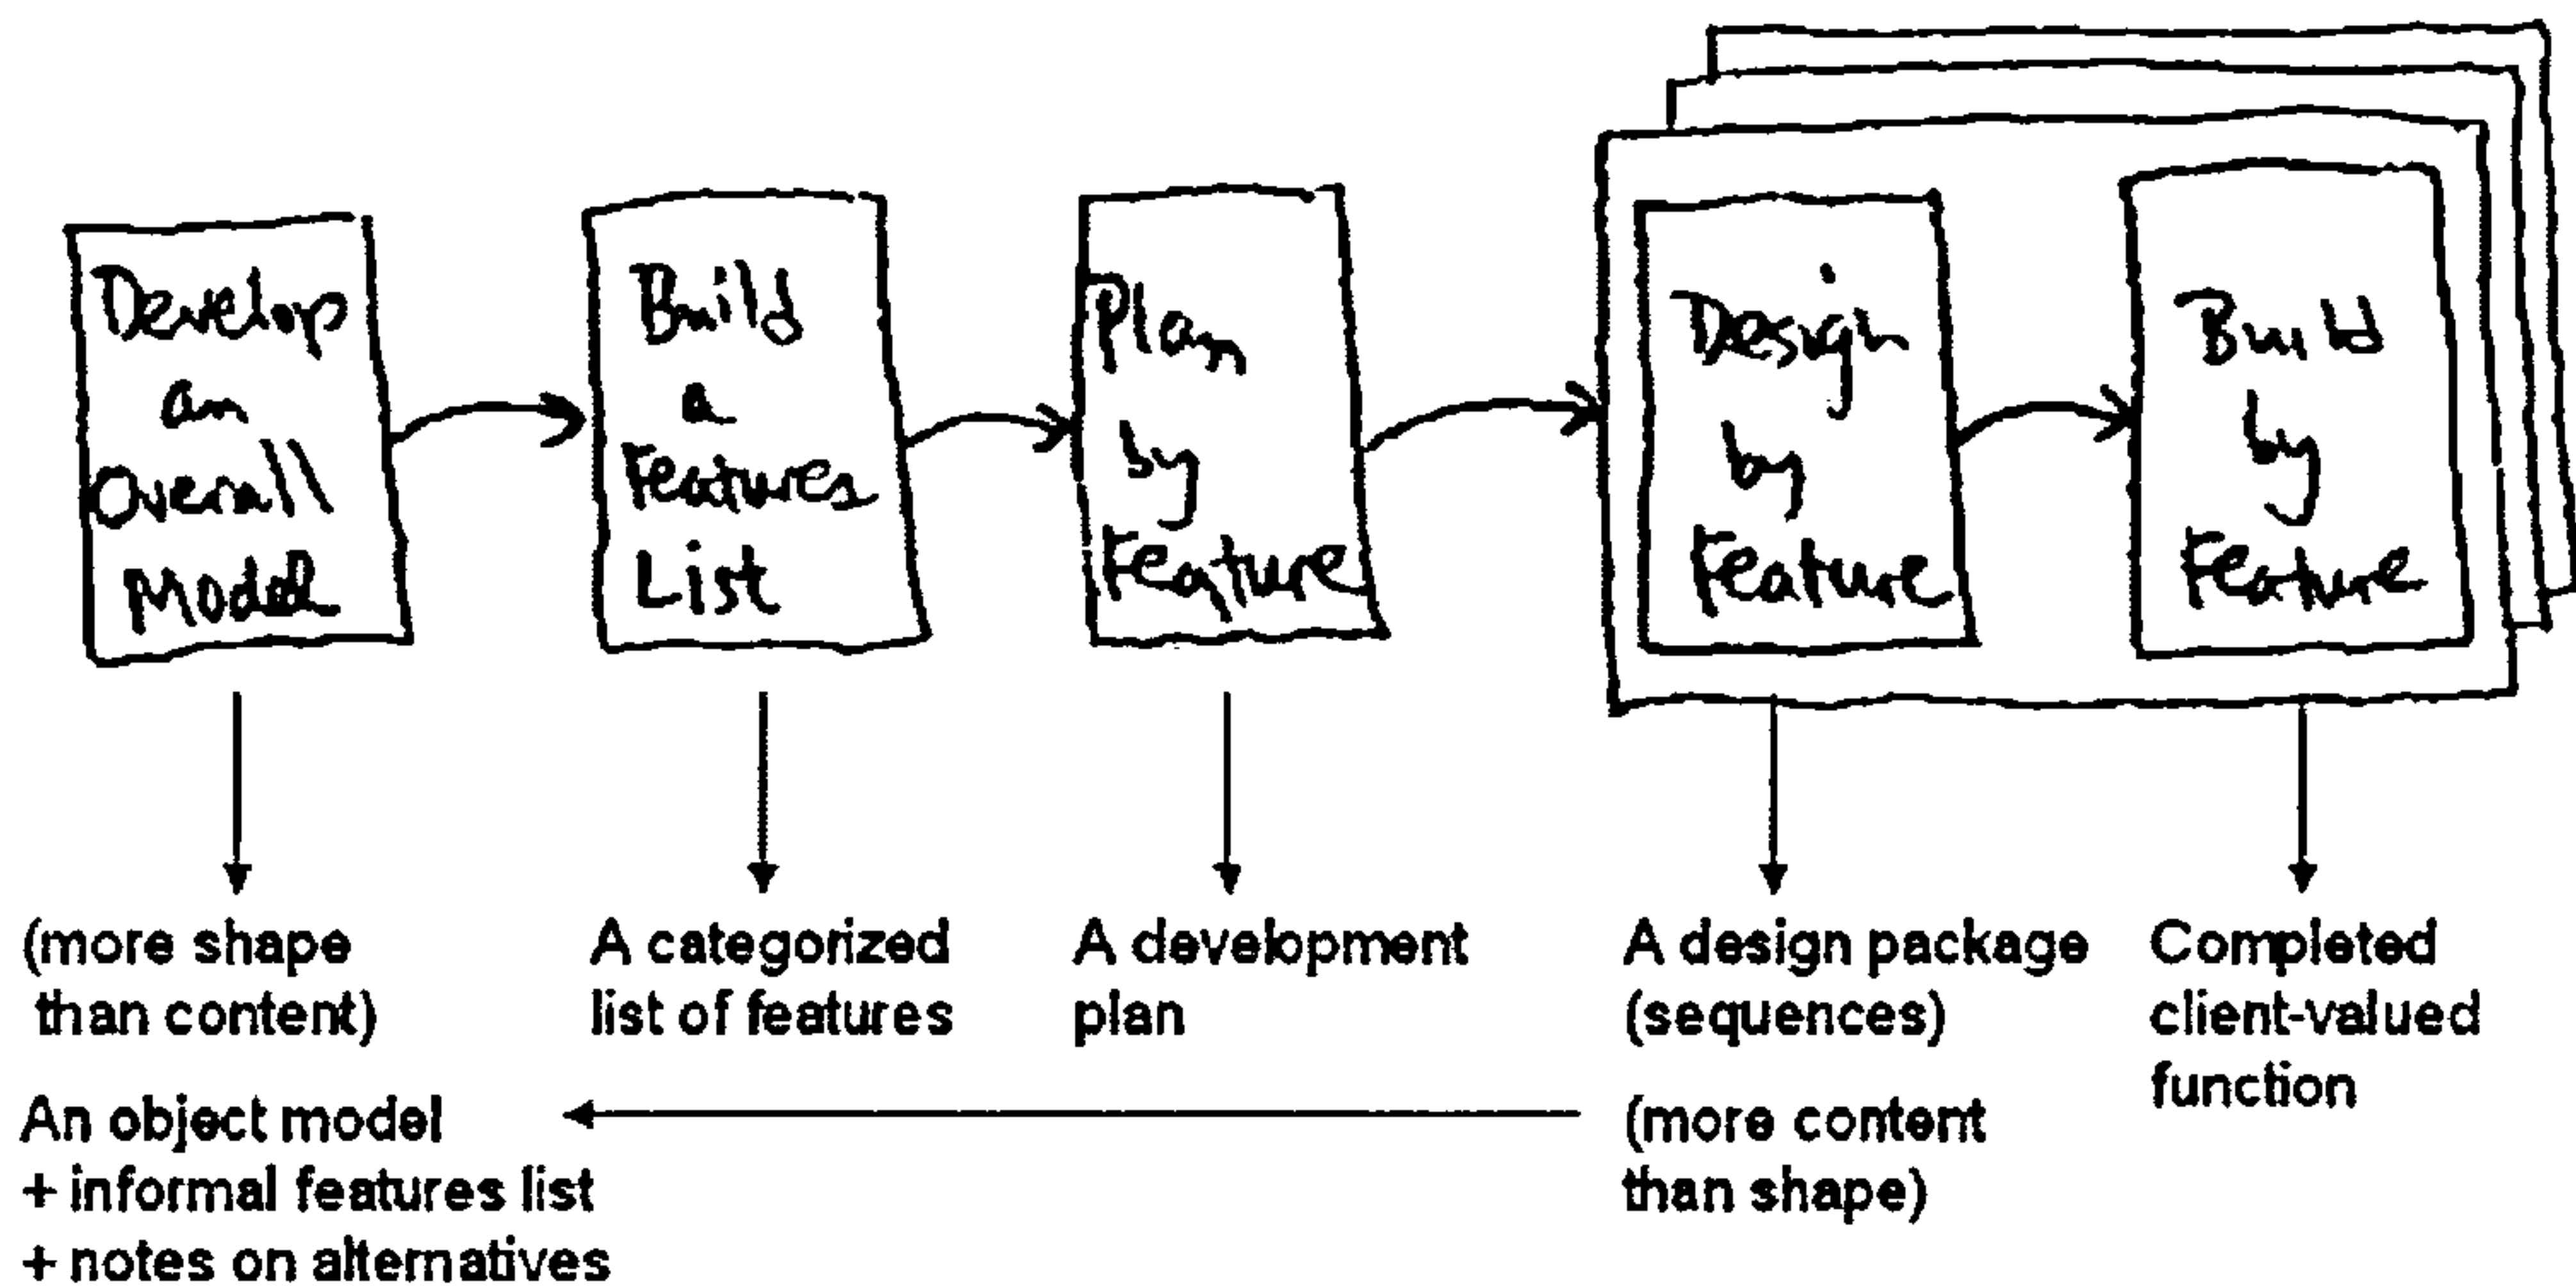 Develop
an
Overall
Model
Build
a
Features
List
Plan
by
Feature
Design
by
Feature
Build
by
Feature
(more shape
than content)
An object model
+ informal features list
+ notes on alternatives
A categorized
list of features
A development
plan
A design package
(sequences)
(more content
than shape)
Completed
client-valued
function